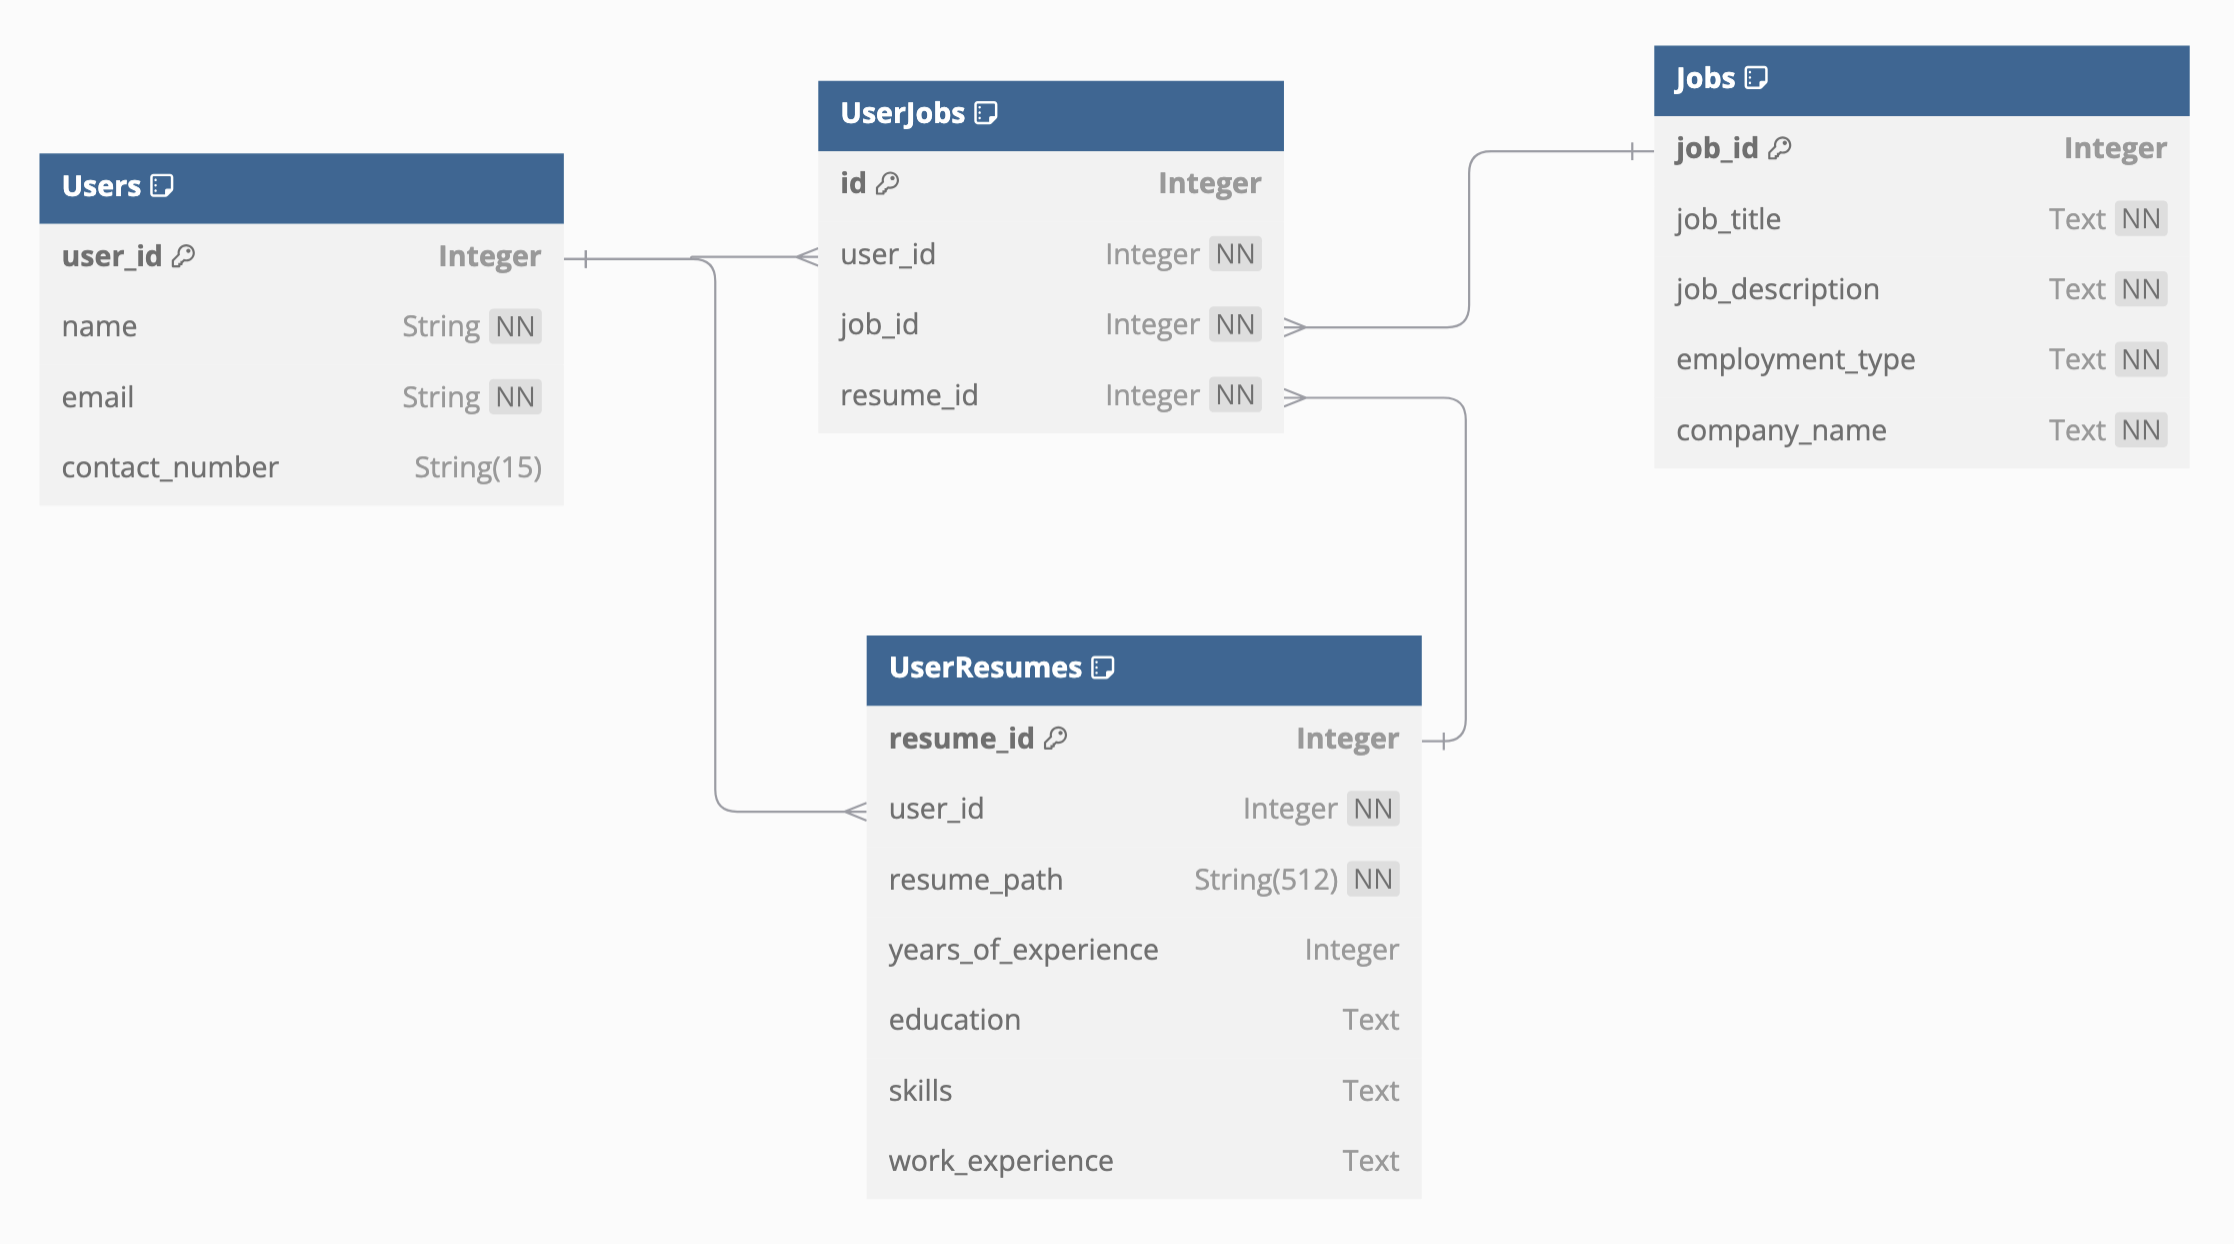 Users
user_id Integer
name String NN
email String NN
contact_number String(15)
UserJobs
id Integer
user_id Integer NN
job_id Integer NN
resume_id Integer NN
Jobs
job_id Integer
job_title Text NN
job_description Text NN
employment_type Text NN
company_name Text NN
UserResumes
resume_id Integer
user_id Integer NN
resume_path String(512) NN
years_of_experience Integer
education Text
skills Text
work_experience Text